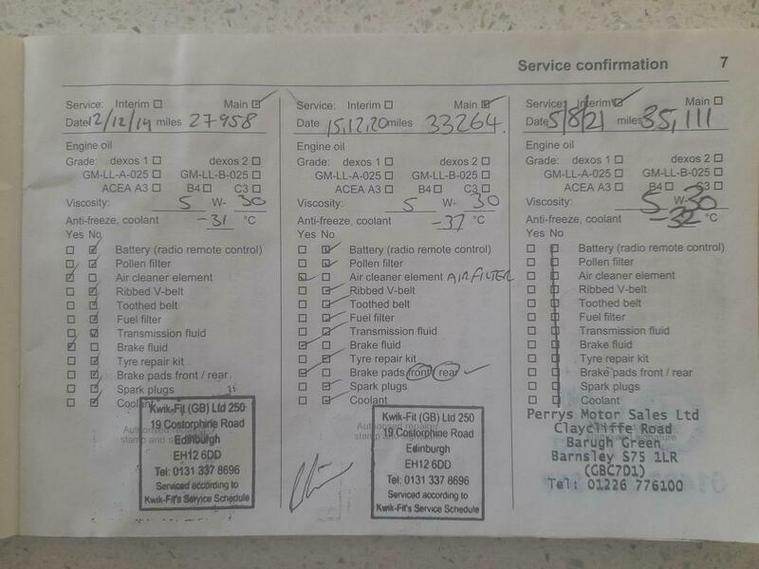 Service confirmation 7
Service: Interim ☐ Main ☑
Date 12/12/19 miles 27958
Engine oil
Grade: dexos 1 ☐ dexos 2 ☐
GM-LL-A-025 ☐ GM-LL-B-025 ☐
ACEA A3 ☐ B4 ☐ C3 ☐
Viscosity: 5 W- 30
Anti-freeze, coolant -31 °C
Yes No
☐ ☑ Battery (radio remote control)
☐ ☑ Pollen filter
☑ ☐ Air cleaner element
☐ ☑ Ribbed V-belt
☐ ☑ Toothed belt
☐ ☑ Fuel filter
☐ ☑ Transmission fluid
☑ ☐ Brake fluid
☐ ☑ Tyre repair kit
☐ ☑ Brake pads front / rear
☐ ☑ Spark plugs
☐ ☑ Coolant
Kwik-Fit (GB) Ltd 250
19 Costorphine Road
Edinburgh
EH12 6DD
Tel: 0131 337 8696
Serviced according to
Kwik-Fit's Service Schedule
Service: Interim ☐ Main ☑
Date 15,12,20 miles 33264.
Engine oil
Grade: dexos 1 ☐ dexos 2 ☐
GM-LL-A-025 ☐ GM-LL-B-025 ☐
ACEA A3 ☐ B4 ☐ C3 ☐
Viscosity: 5 W- 30
Anti-freeze, coolant -37 °C
Yes No
☐ ☑ Battery (radio remote control)
☐ ☑ Pollen filter
☑ ☐ Air cleaner element AIR FILTER
☐ ☑ Ribbed V-belt
☐ ☑ Toothed belt
☐ ☑ Fuel filter
☐ ☑ Transmission fluid
☑ ☐ Brake fluid
☐ ☑ Tyre repair kit
☑ ☐ Brake pads front / rear ✓
☐ ☑ Spark plugs
☐ ☑ Coolant
Kwik-Fit (GB) Ltd 250
19 Costorphine Road
Edinburgh
EH12 6DD
Tel: 0131 337 8696
Serviced according to
Kwik-Fit's Service Schedule
Service: Interim ☑ Main ☐
Date 5/8/21 miles 35,111
Engine oil
Grade: dexos 1 ☐ dexos 2 ☐
GM-LL-A-025 ☐ GM-LL-B-025 ☐
ACEA A3 ☐ B4 ☐ C3 ☐
Viscosity: 5 W- 30
Anti-freeze, coolant -32 °C
Yes No
☐ ☐ Battery (radio remote control)
☐ ☐ Pollen filter
☐ ☐ Air cleaner element
☐ ☐ Ribbed V-belt
☐ ☐ Toothed belt
☐ ☐ Fuel filter
☐ ☐ Transmission fluid
☐ ☐ Brake fluid
☐ ☐ Tyre repair kit
☐ ☐ Brake pads front / rear
☐ ☐ Spark plugs
☐ ☐ Coolant
Perrys Motor Sales Ltd
Claycliffe Road
Barugh Green
Barnsley S75 1LR
(GBC7D1)
Tel: 01226 776100